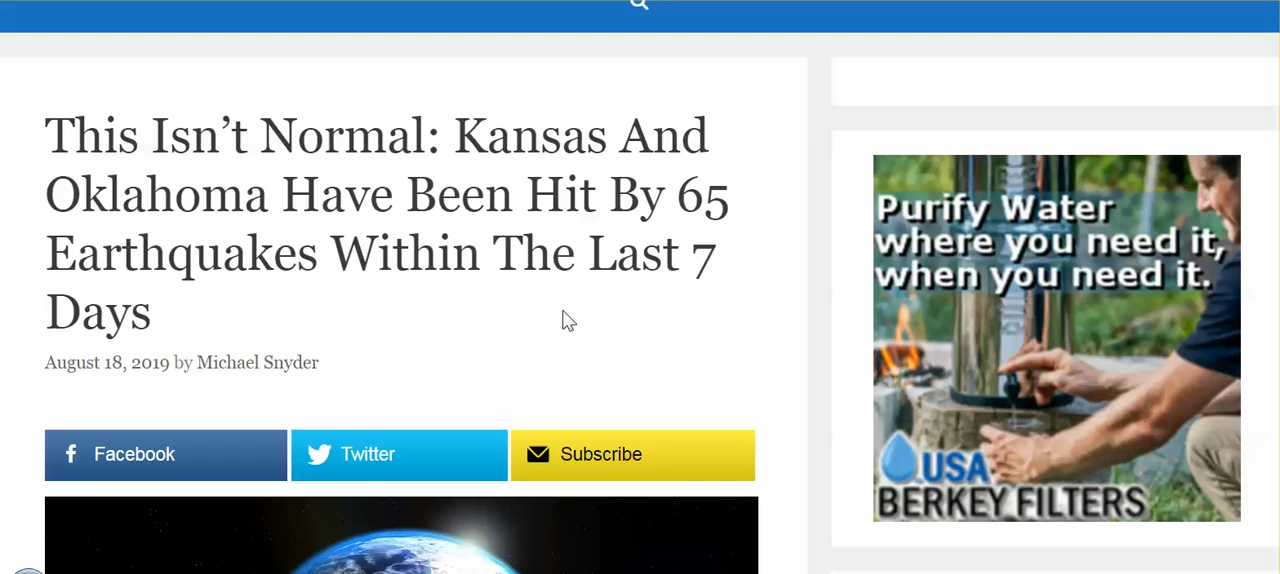 This Isn’t Normal: Kansas And
Oklahoma Have Been Hit By 65
Earthquakes Within The Last 7
Days
August 18, 2019 by Michael Snyder
Facebook
Twitter
Subscribe
Purify Water
where you need it,
when you need it.
USA
BERKEY FILTERS